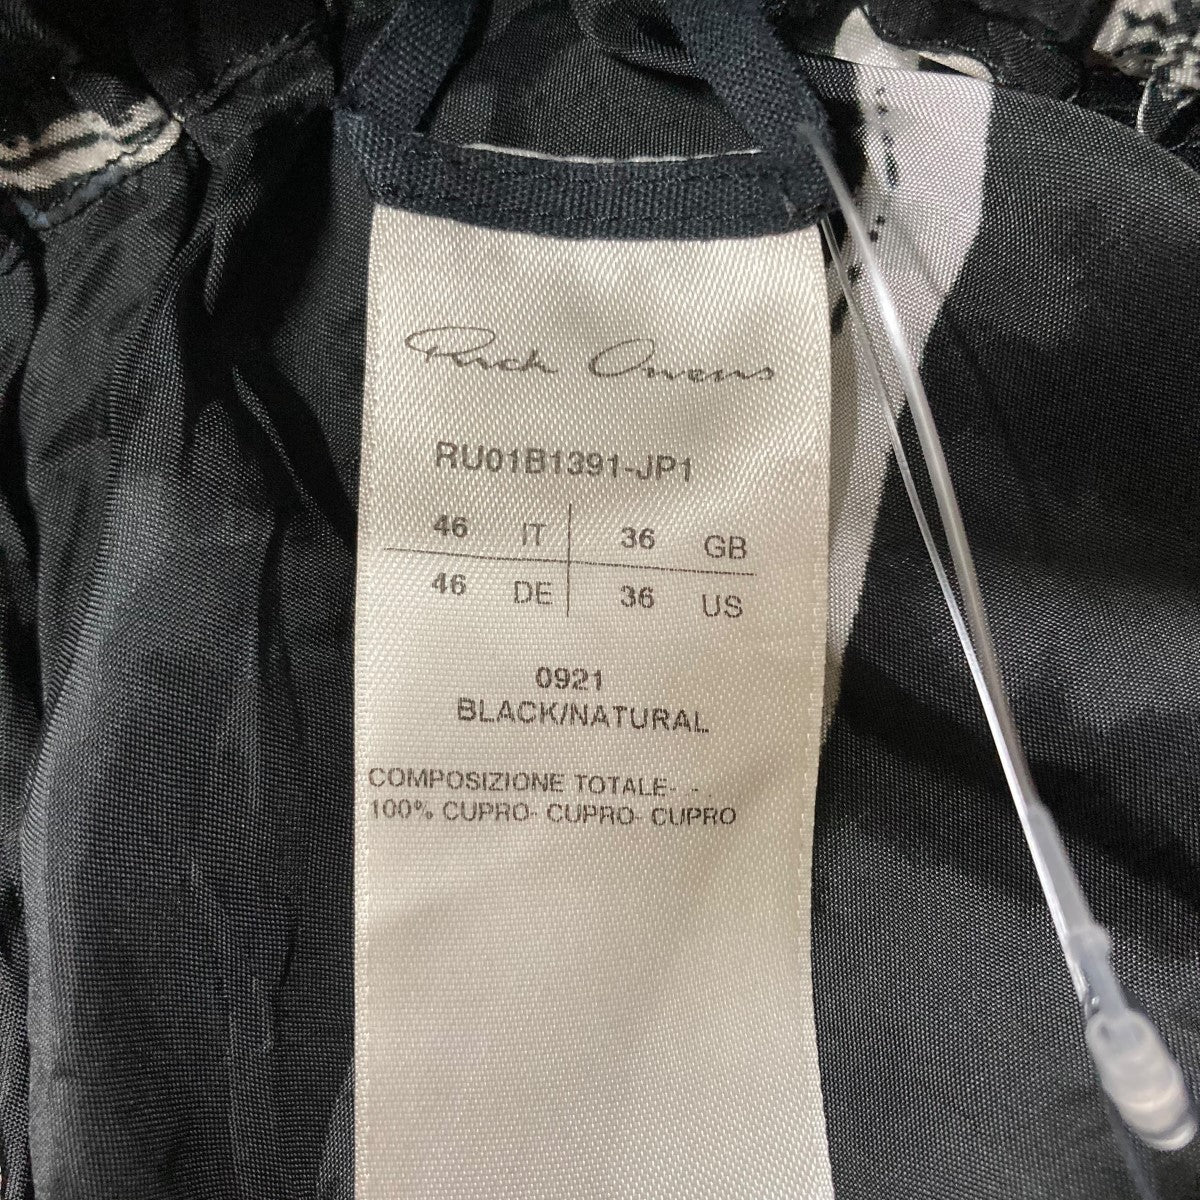 Rick Owens
RU01B1391-JP1
46 IT 36 GB
46 DE 36 US
0921
BLACK/NATURAL
COMPOSIZIONE TOTALE- -
100% CUPRO- CUPRO- CUPRO